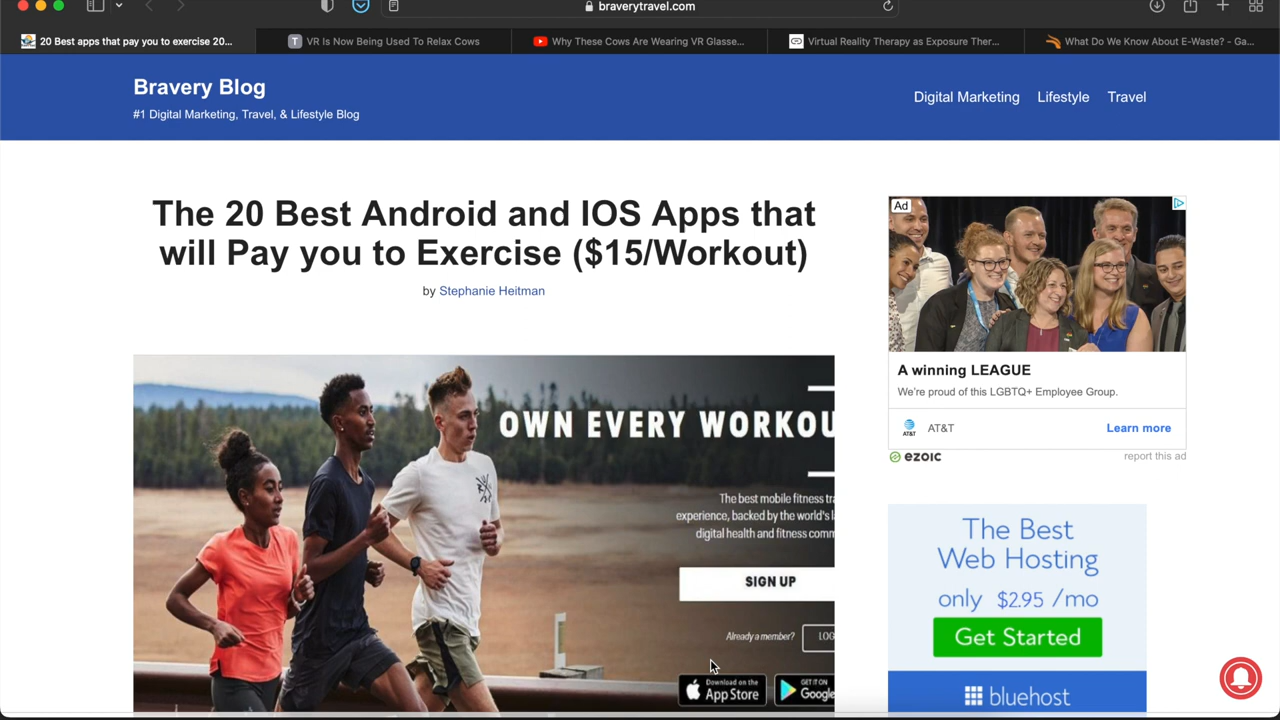 braverytravel.com
20 Best apps that pay you to exercise 20...
VR Is Now Being Used To Relax Cows
Why These Cows Are Wearing VR Glasse...
Virtual Reality Therapy as Exposure Ther...
What Do We Know About E-Waste? - Ga...
Bravery Blog
#1 Digital Marketing, Travel, & Lifestyle Blog
Digital Marketing Lifestyle Travel
The 20 Best Android and IOS Apps that
will Pay you to Exercise ($15/Workout)
by Stephanie Heitman
OWN EVERY WORKOU
The best mobile fitness tra
experience, backed by the world's l
digital health and fitness comm
SIGN UP
Already a member? LOG
Download on the
App Store
GET IT ON
Google
Ad
A winning LEAGUE
We're proud of this LGBTQ+ Employee Group.
AT&T
AT&T
Learn more
ezoic
report this ad
The Best
Web Hosting
only $2.95 /mo
Get Started
bluehost